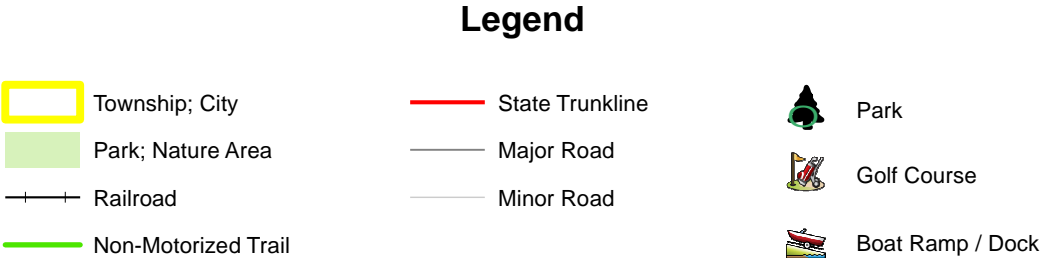 Legend
Township; City
Park; Nature Area
Railroad
Non-Motorized Trail
State Trunkline
Major Road
Minor Road
Park
Golf Course
Boat Ramp / Dock